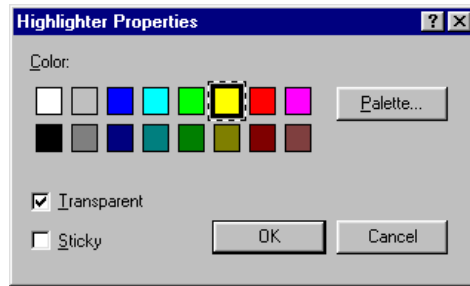 Highlighter Properties
Color:
Palette...
Transparent
Sticky
OK
Cancel